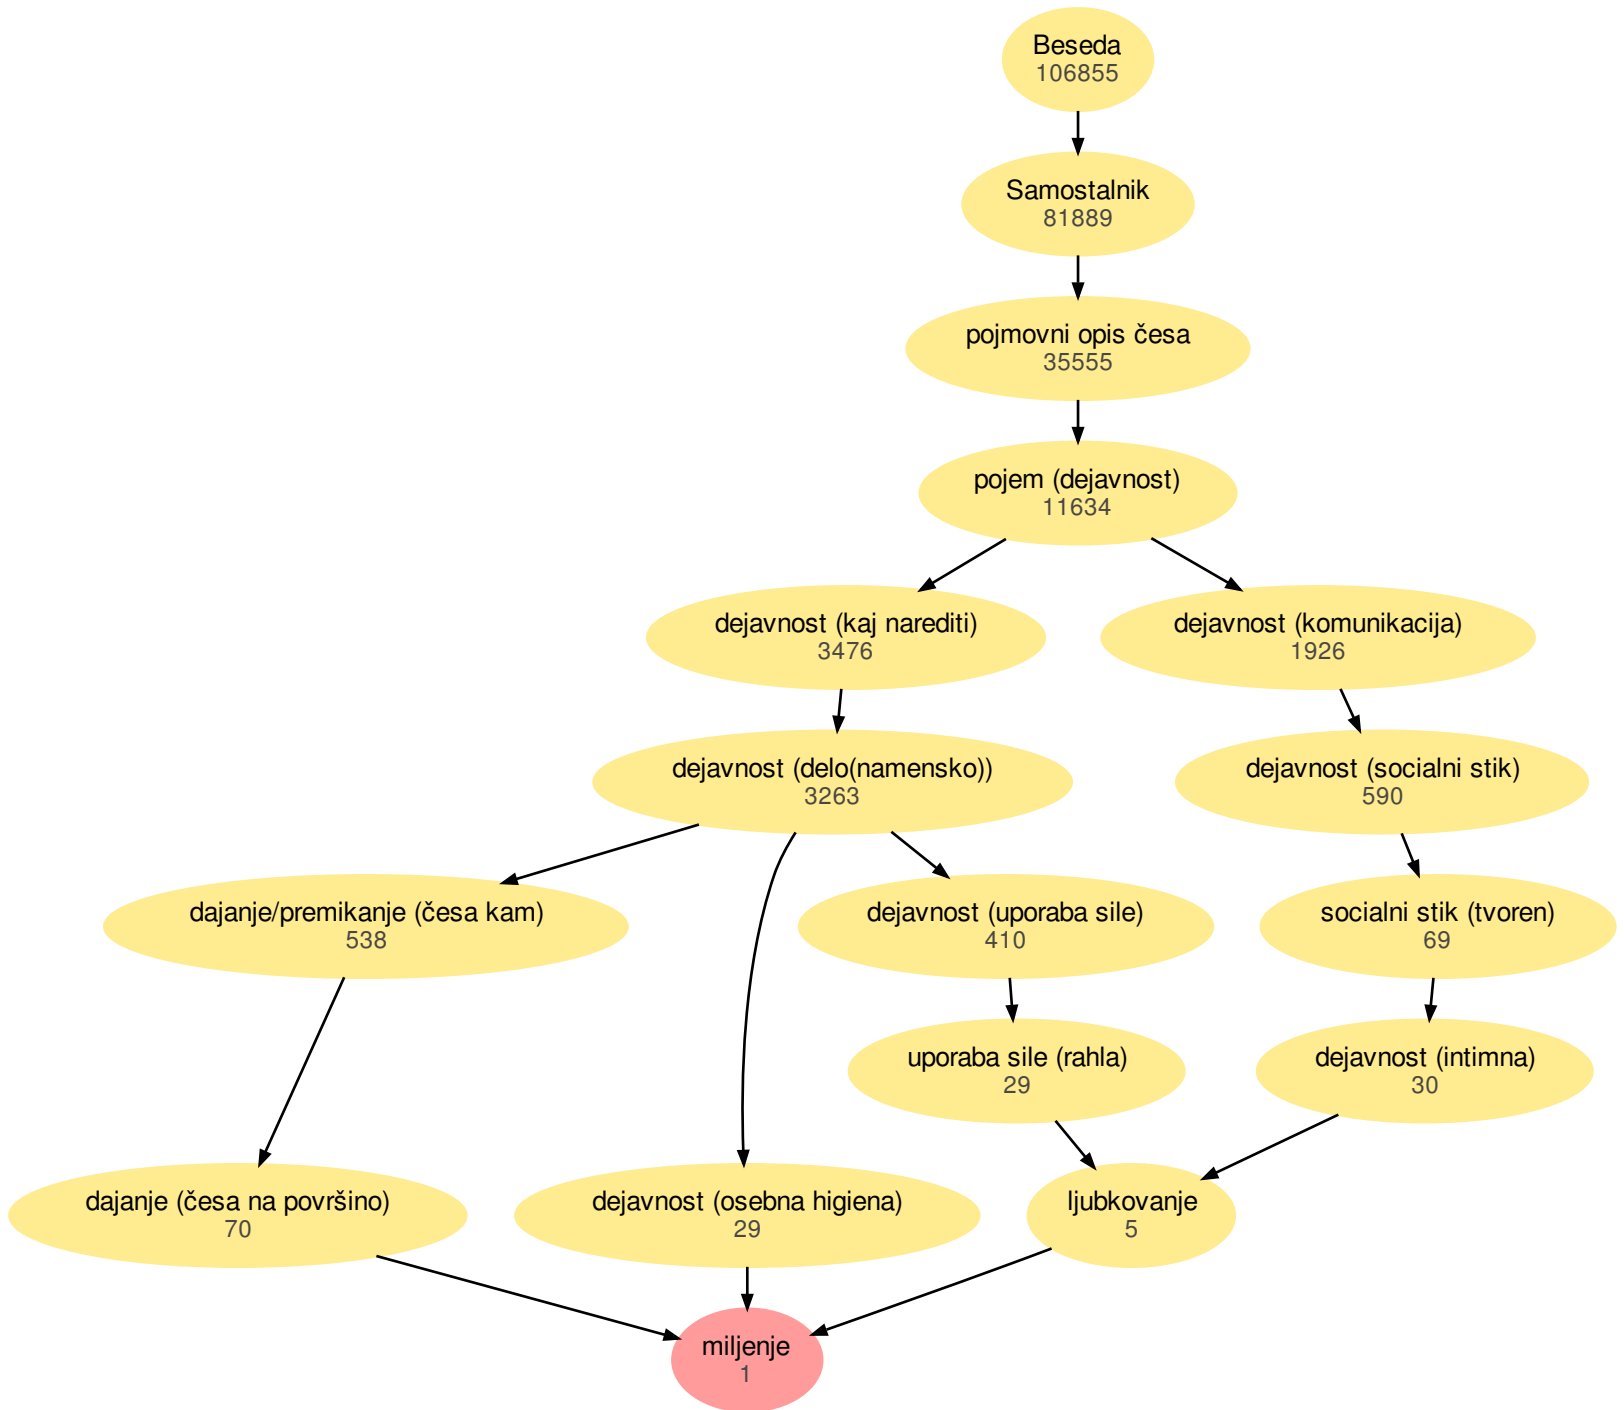 Beseda
106855
Samostalnik
81889
pojmovni opis česa
35555
pojem (dejavnost)
11634
dejavnost (kaj narediti)
3476
dejavnost (komunikacija)
1926
dejavnost (delo(namensko))
3263
dejavnost (socialni stik)
590
dajanje/premikanje (česa kam)
538
dejavnost (uporaba sile)
410
socialni stik (tvoren)
69
uporaba sile (rahla)
29
dejavnost (intimna)
30
dajanje (česa na površino)
70
dejavnost (osebna higiena)
29
ljubkovanje
5
miljenje
1